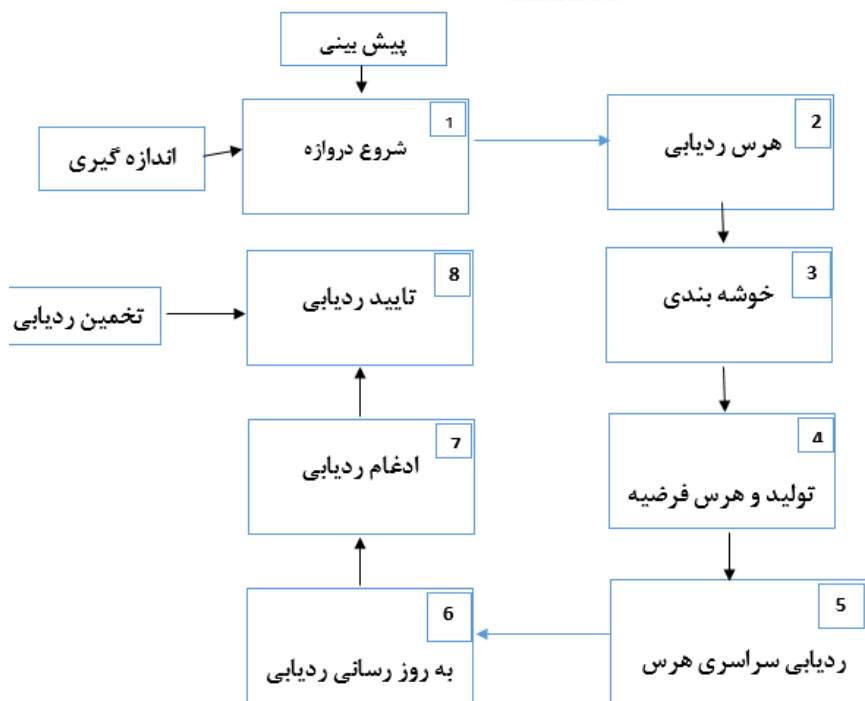 پیش بینی
1
شروع دروازه
اندازه گیری
2
هرس ردیابی
3
خوشه بندی
4
تولید و هرس فرضیه
5
ردیابی سراسری هرس
6
به روز رسانی ردیابی
7
ادغام ردیابی
8
تایید ردیابی
تخمین ردیابی